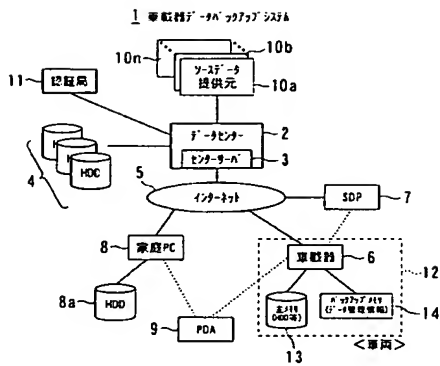 1 車載器データバックアップシステム
10b
10n
ソースデータ
提供元
10a
11
認証局
データセンター
2
センターサーバ
3
HDC
4
5
インターネット
SDP
7
8
家庭PC
車載器
6
12
HDD
8a
PDA
9
主メモリ
(HDD等)
バックアップメモリ
(データ管理情報)
14
13
<車両>